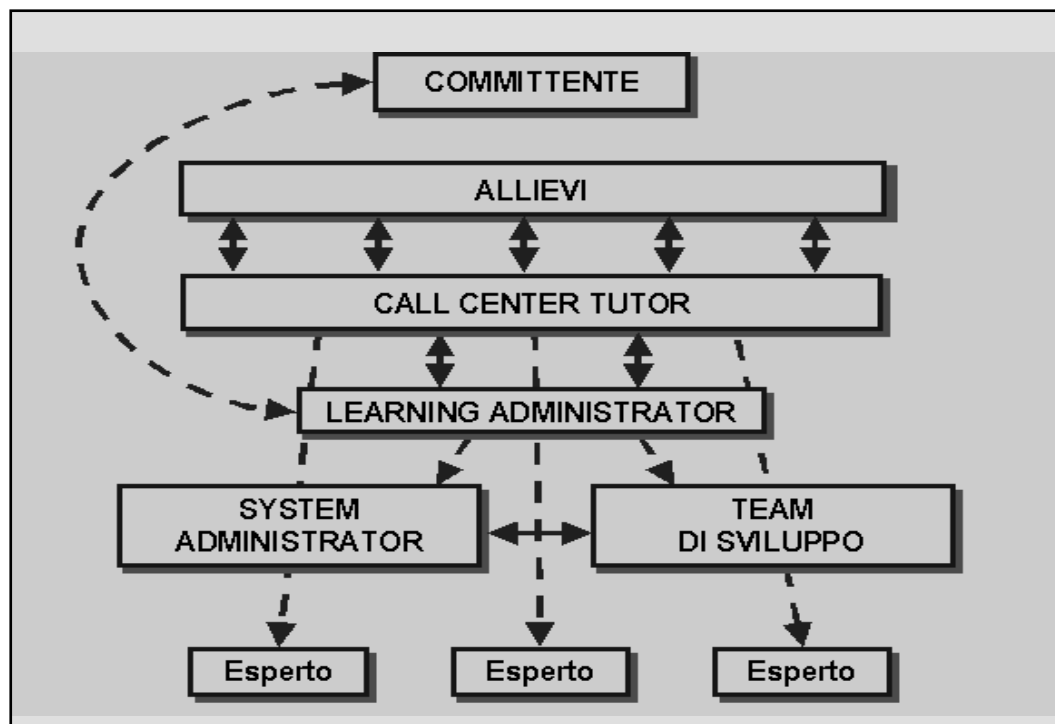 COMMITTENTE
ALLIEVI
CALL CENTER TUTOR
LEARNING ADMINISTRATOR
SYSTEM
ADMINISTRATOR
TEAM
DI SVILUPPO
Esperto
Esperto
Esperto